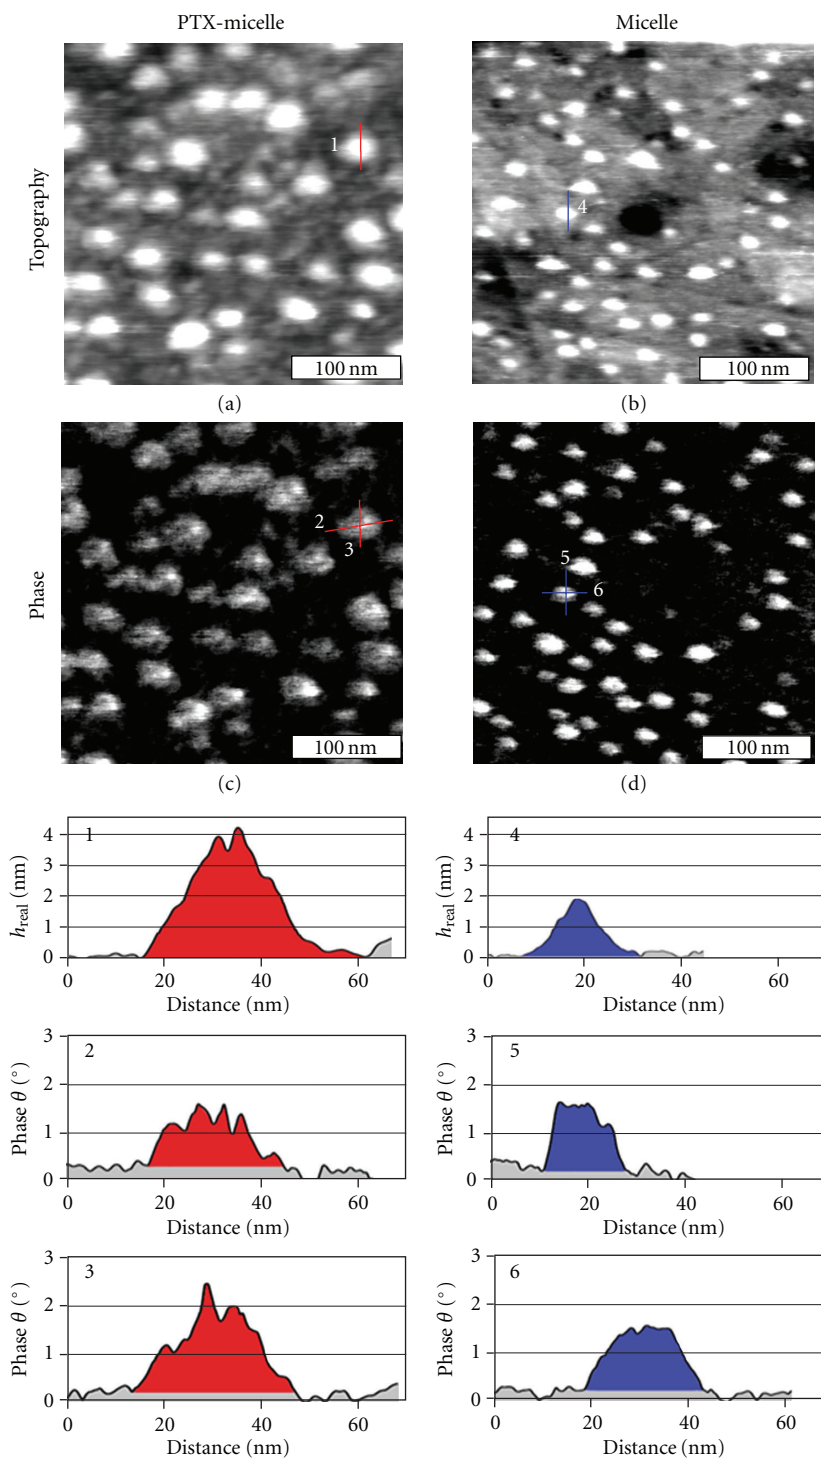 PTX-micelle Micelle
Topography
1
4
100 nm 100 nm
(a) (b)
Phase
2
3
5
6
100 nm 100 nm
(c) (d)
1
h_real (nm)
4
3
2
1
0
0 20 40 60
Distance (nm)
4
h_real (nm)
4
3
2
1
0
0 20 40 60
Distance (nm)
2
Phase θ (°)
3
2
1
0
0 20 40 60
Distance (nm)
5
Phase θ (°)
3
2
1
0
0 20 40 60
Distance (nm)
3
Phase θ (°)
3
2
1
0
0 20 40 60
Distance (nm)
6
Phase θ (°)
3
2
1
0
0 20 40 60
Distance (nm)